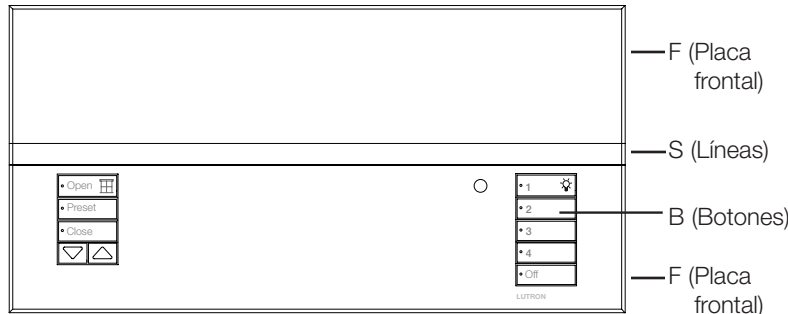 F (Placa
frontal)
S (Líneas)
Open
Preset
Close
1
2
3
4
Off
LUTRON
B (Botones)
F (Placa
frontal)